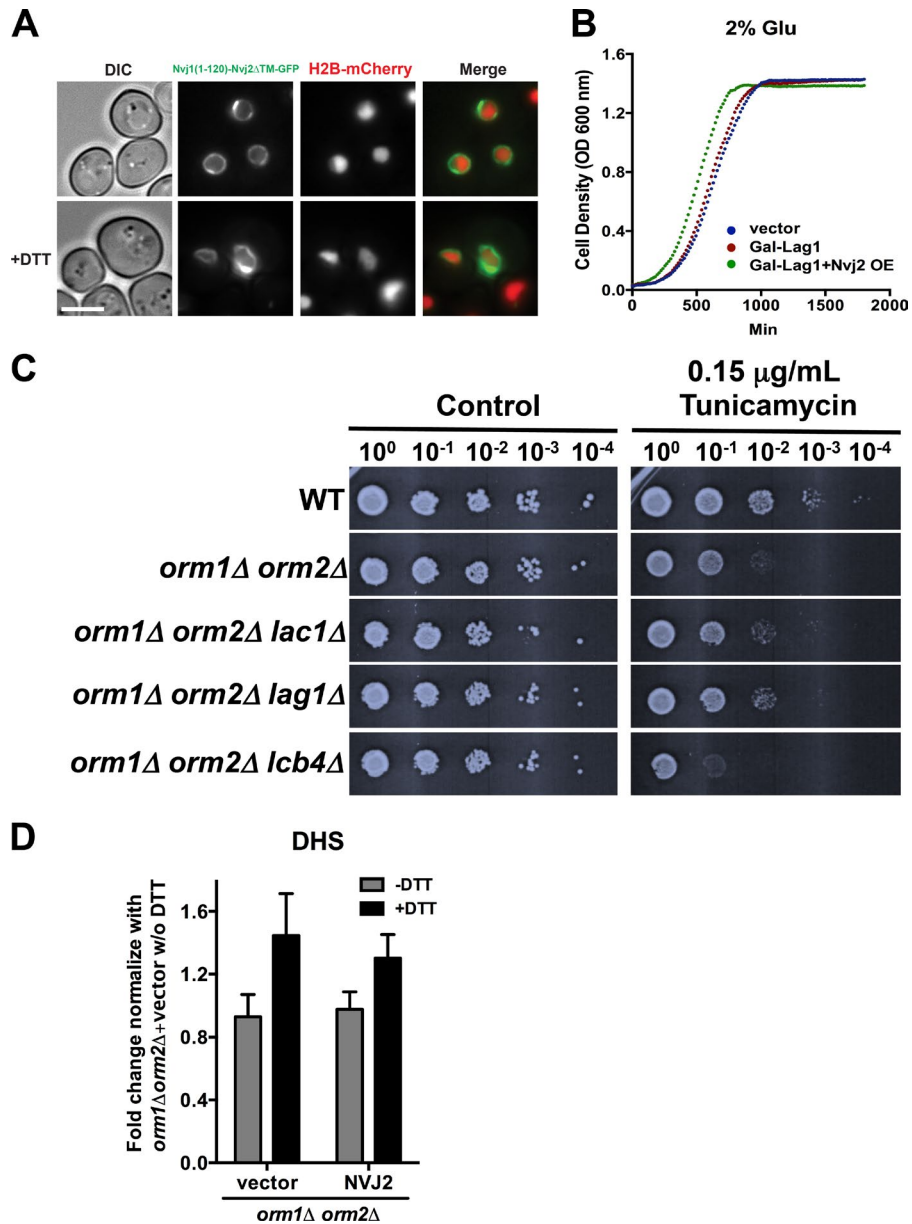 A
DIC
Nvj1(1-120)-Nvj2ΔTM-GFP
H2B-mCherry
Merge
+DTT
B
2% Glu
Cell Density (OD 600 nm)
1.6
1.2
0.8
0.4
0.0
vector
Gal-Lag1
Gal-Lag1+Nvj2 OE
0
500
1000
1500
2000
Min
C
Control
0.15 μg/mL
Tunicamycin
10⁰ 10⁻¹ 10⁻² 10⁻³ 10⁻⁴
10⁰ 10⁻¹ 10⁻² 10⁻³ 10⁻⁴
WT
orm1Δ orm2Δ
orm1Δ orm2Δ lac1Δ
orm1Δ orm2Δ lag1Δ
orm1Δ orm2Δ lcb4Δ
D
DHS
-DTT
+DTT
Fold change normalize with
orm1Δorm2Δ+vector w/o DTT
1.6
1.2
0.8
0.4
0.0
vector
NVJ2
orm1Δ orm2Δ